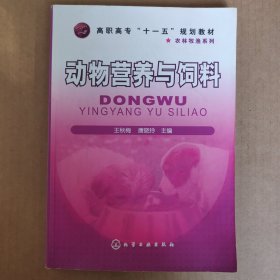 高职高专“十一五”规划教材
★ 农林牧渔系列
动物营养与饲料
DONGWU
YINGYANG YU SILIAO
王秋梅 唐晓玲 主编
化学工业出版社